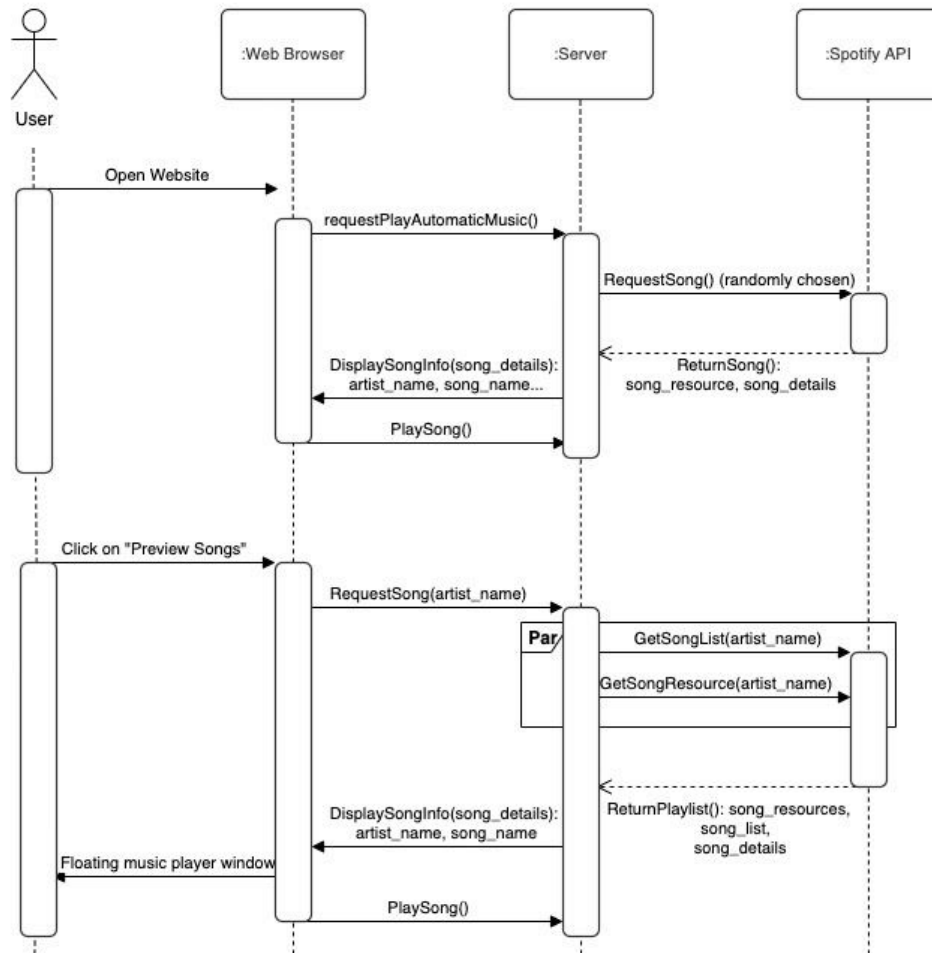 :Web Browser
:Server
:Spotify API
User
Open Website
requestPlayAutomaticMusic()
RequestSong() (randomly chosen)
DisplaySongInfo(song_details):
artist_name, song_name...
ReturnSong():
song_resource, song_details
PlaySong()
Click on "Preview Songs"
RequestSong(artist_name)
Par
GetSongList(artist_name)
GetSongResource(artist_name)
DisplaySongInfo(song_details):
artist_name, song_name
ReturnPlaylist(): song_resources,
song_list,
song_details
Floating music player window
PlaySong()